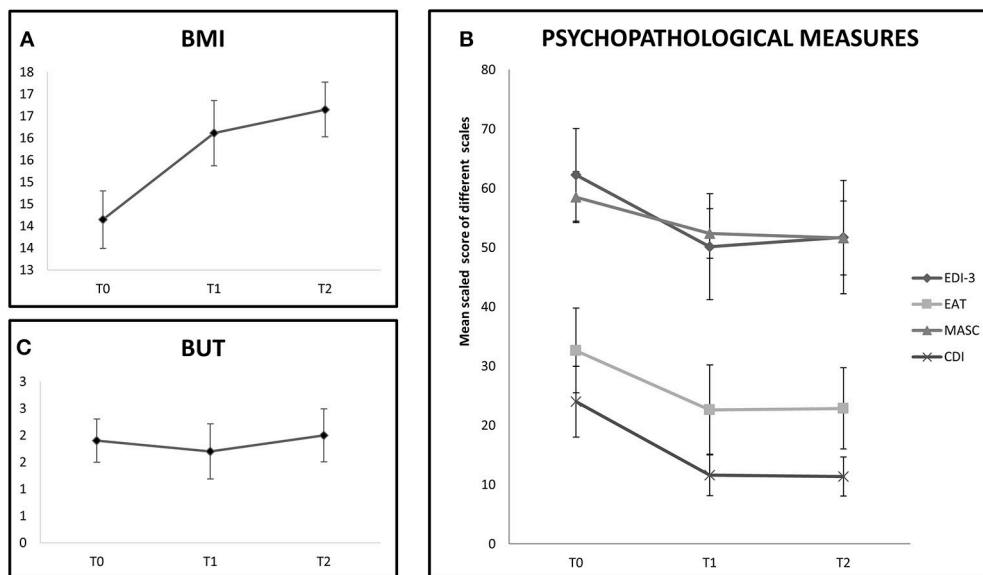 A
BMI
18
17
16
16
15
15
14
14
13
T0 T1 T2
C
BUT
3
3
2
2
1
1
0
T0 T1 T2
B
PSYCHOPATHOLOGICAL MEASURES
Mean scaled score of different scales
80
70
60
50
40
30
20
10
0
T0 T1 T2
EDI-3
EAT
MASC
CDI